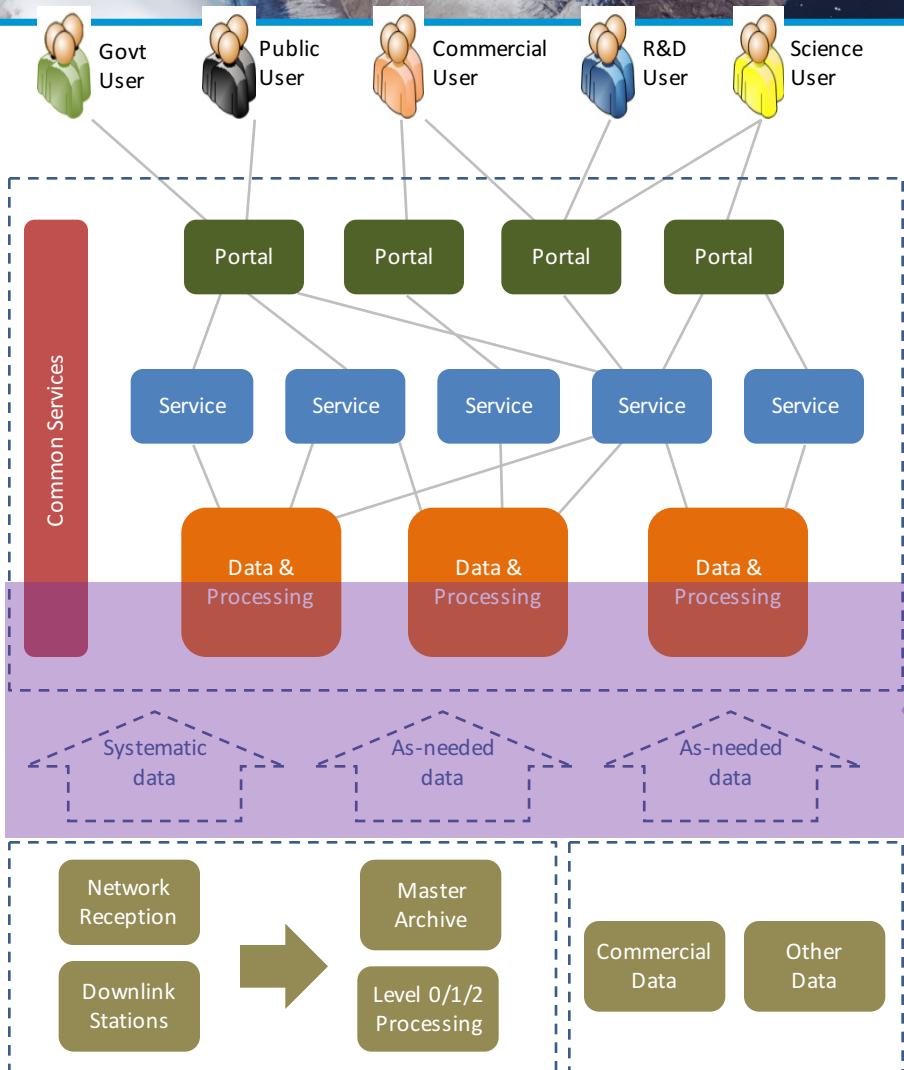 Govt
User
Public
User
Commercial
User
R&D
User
Science
User
Common Services
Portal
Portal
Portal
Portal
Service
Service
Service
Service
Service
Data &
Processing
Data &
Processing
Data &
Processing
Systematic
data
As-needed
data
As-needed
data
Network
Reception
Master
Archive
Downlink
Stations
Level 0/1/2
Processing
Commercial
Data
Other
Data